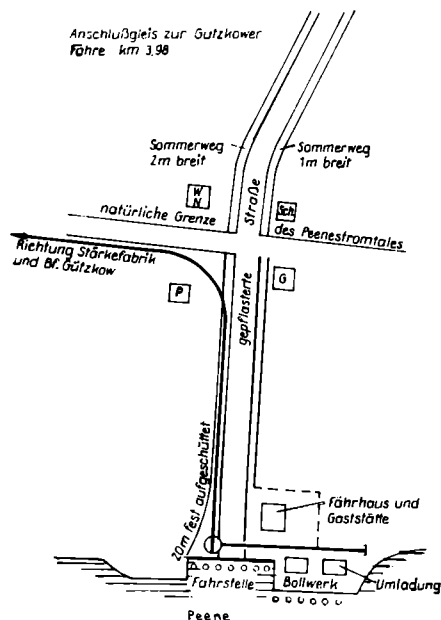 Anschlußgleis zur Gützkower
Fähre km 3,98
Sommerweg
2m breit
Sommerweg
1m breit
W
N
Sch
Straße
natürliche Grenze
des Peenestromtales
Richtung Stärkefabrik
und Bf. Gützkow
P
G
gepflasterte
20m fest aufgeschüttet
Fährhaus und
Gaststätte
Fährstelle
Bollwerk
Umladung
Peene